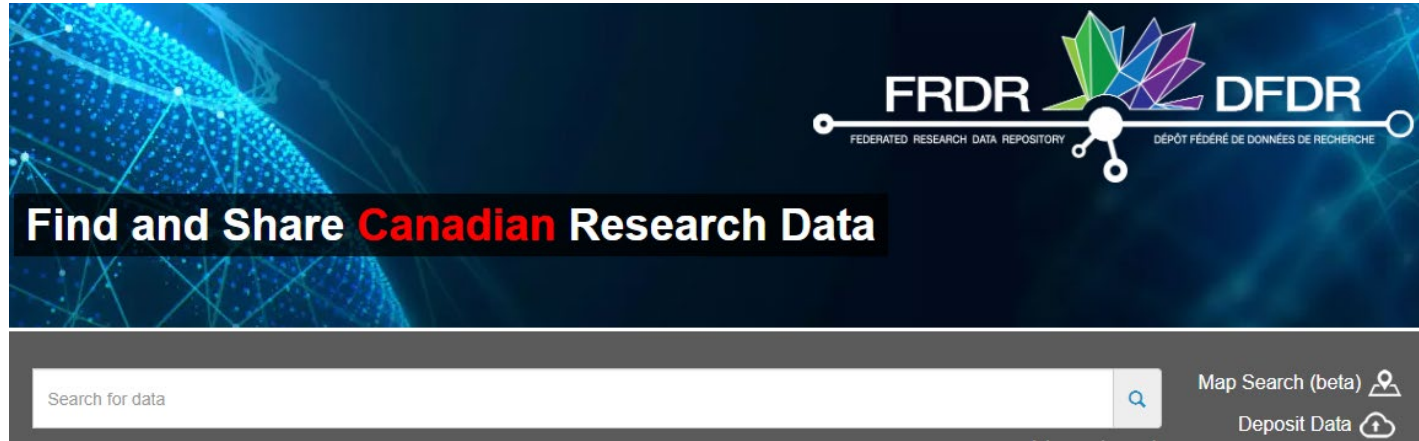 FRDR
DFDR
FEDERATED RESEARCH DATA REPOSITORY
DÉPÔT FÉDÉRÉ DE DONNÉES DE RECHERCHE
Find and Share Canadian Research Data
Search for data
Map Search (beta)
Deposit Data